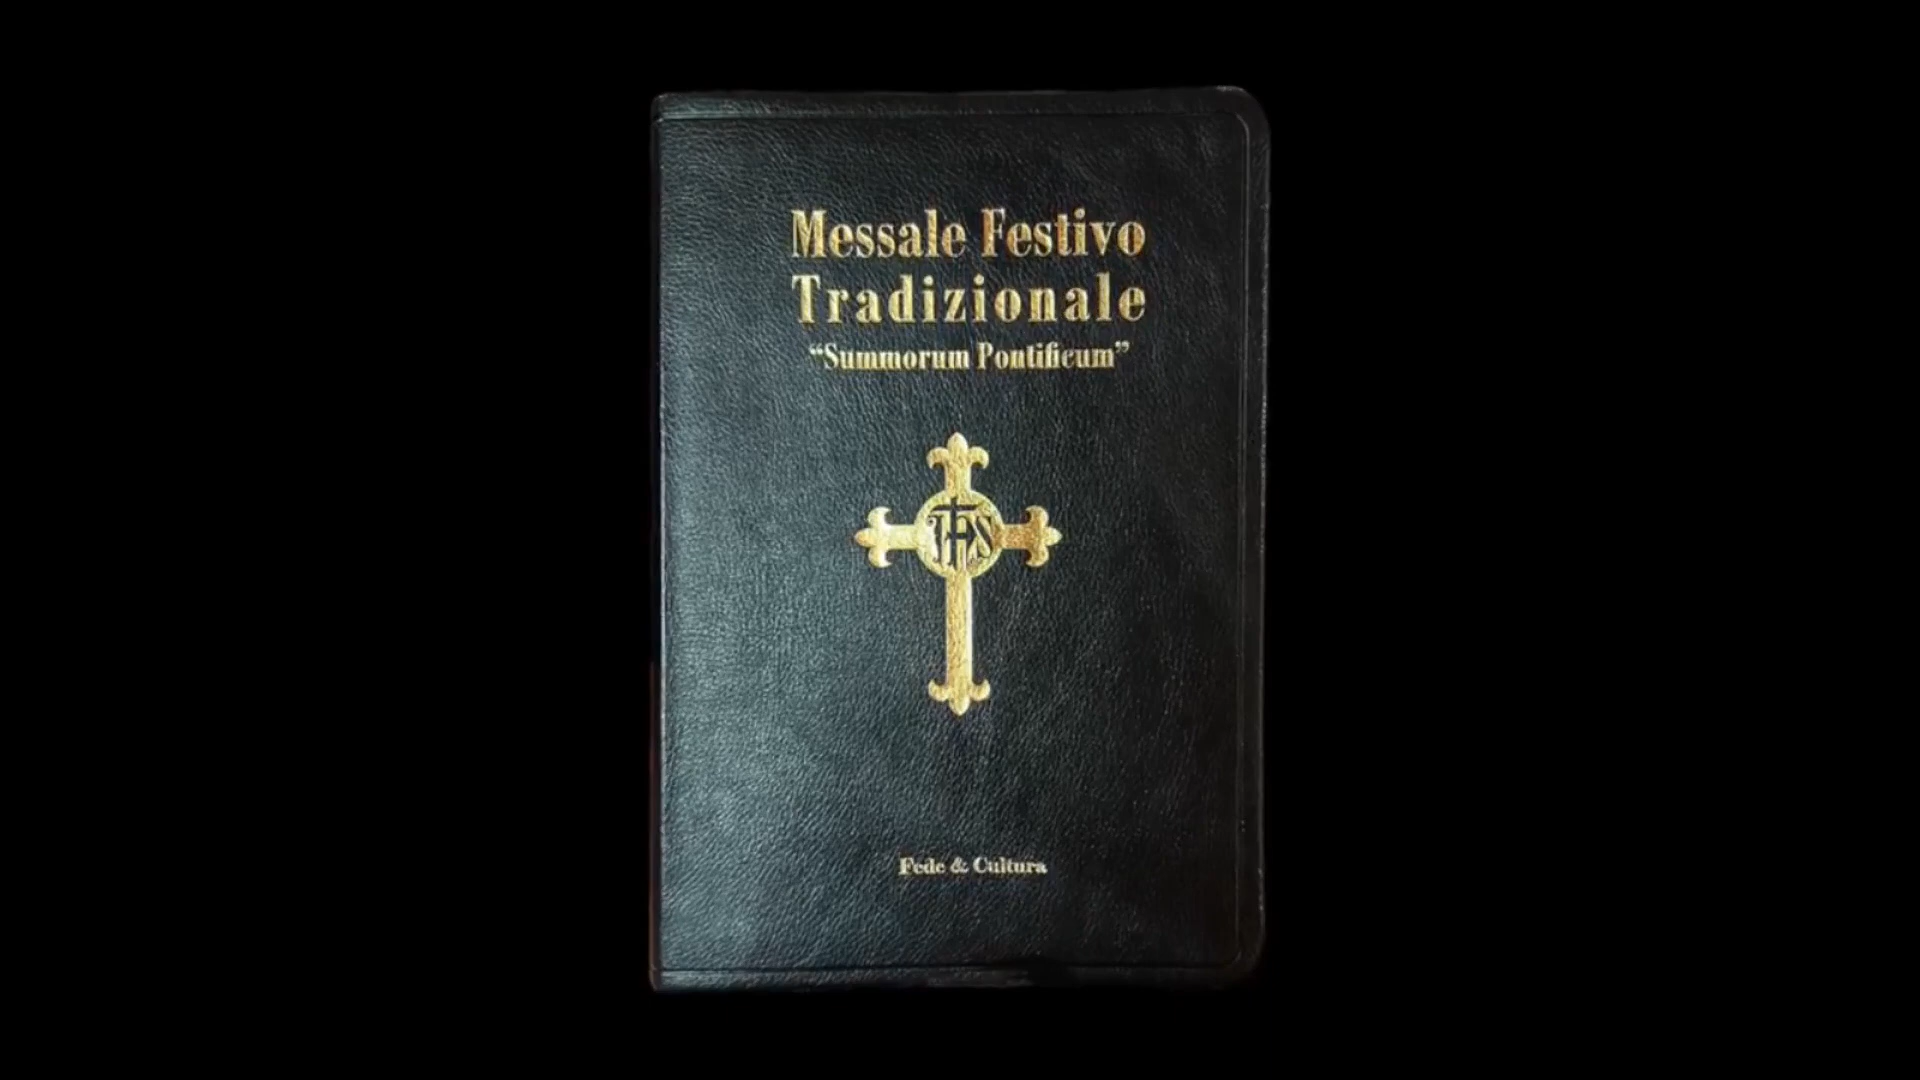 Messale Festivo
Tradizionale
“Summorum Pontificum”
IHS
Fede & Cultura